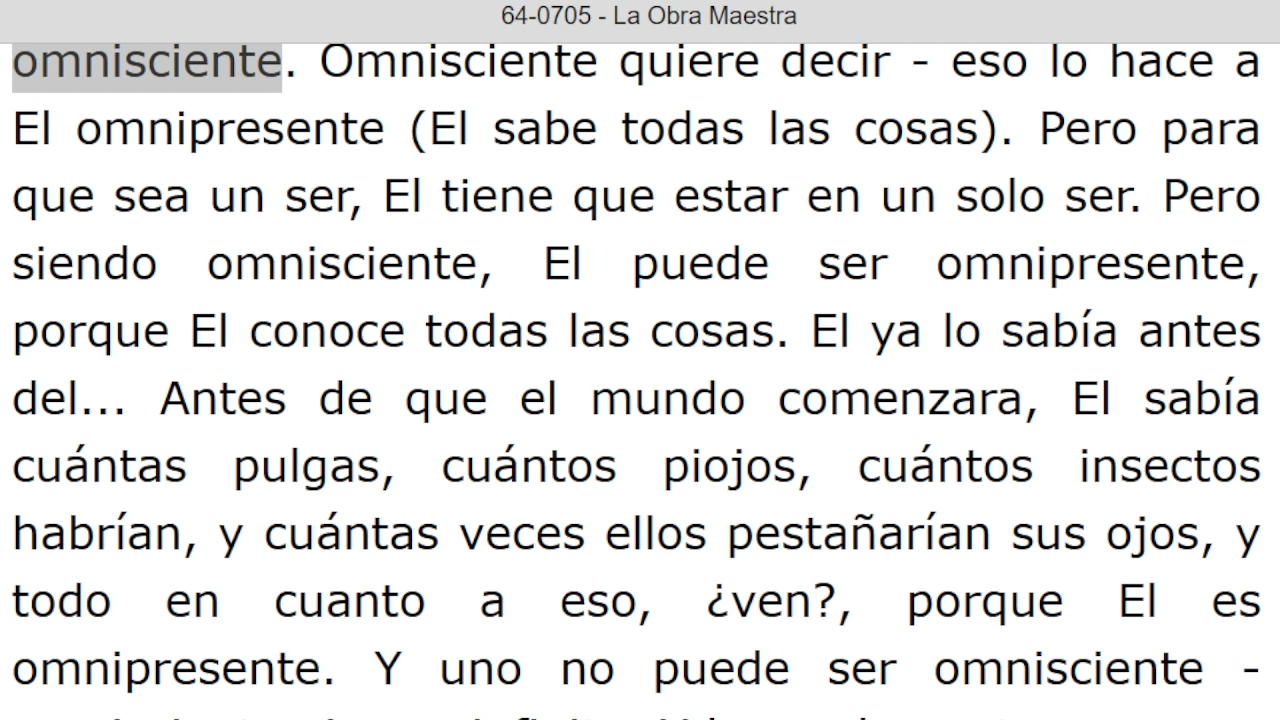 64-0705 - La Obra Maestra
omnisciente. Omnisciente quiere decir - eso lo hace a
El omnipresente (El sabe todas las cosas). Pero para
que sea un ser, El tiene que estar en un solo ser. Pero
siendo omnisciente, El puede ser omnipresente,
porque El conoce todas las cosas. El ya lo sabía antes
del... Antes de que el mundo comenzara, El sabía
cuántas pulgas, cuántos piojos, cuántos insectos
habrían, y cuántas veces ellos pestañarían sus ojos, y
todo en cuanto a eso, ¿ven?, porque El es
omnipresente. Y uno no puede ser omnisciente -